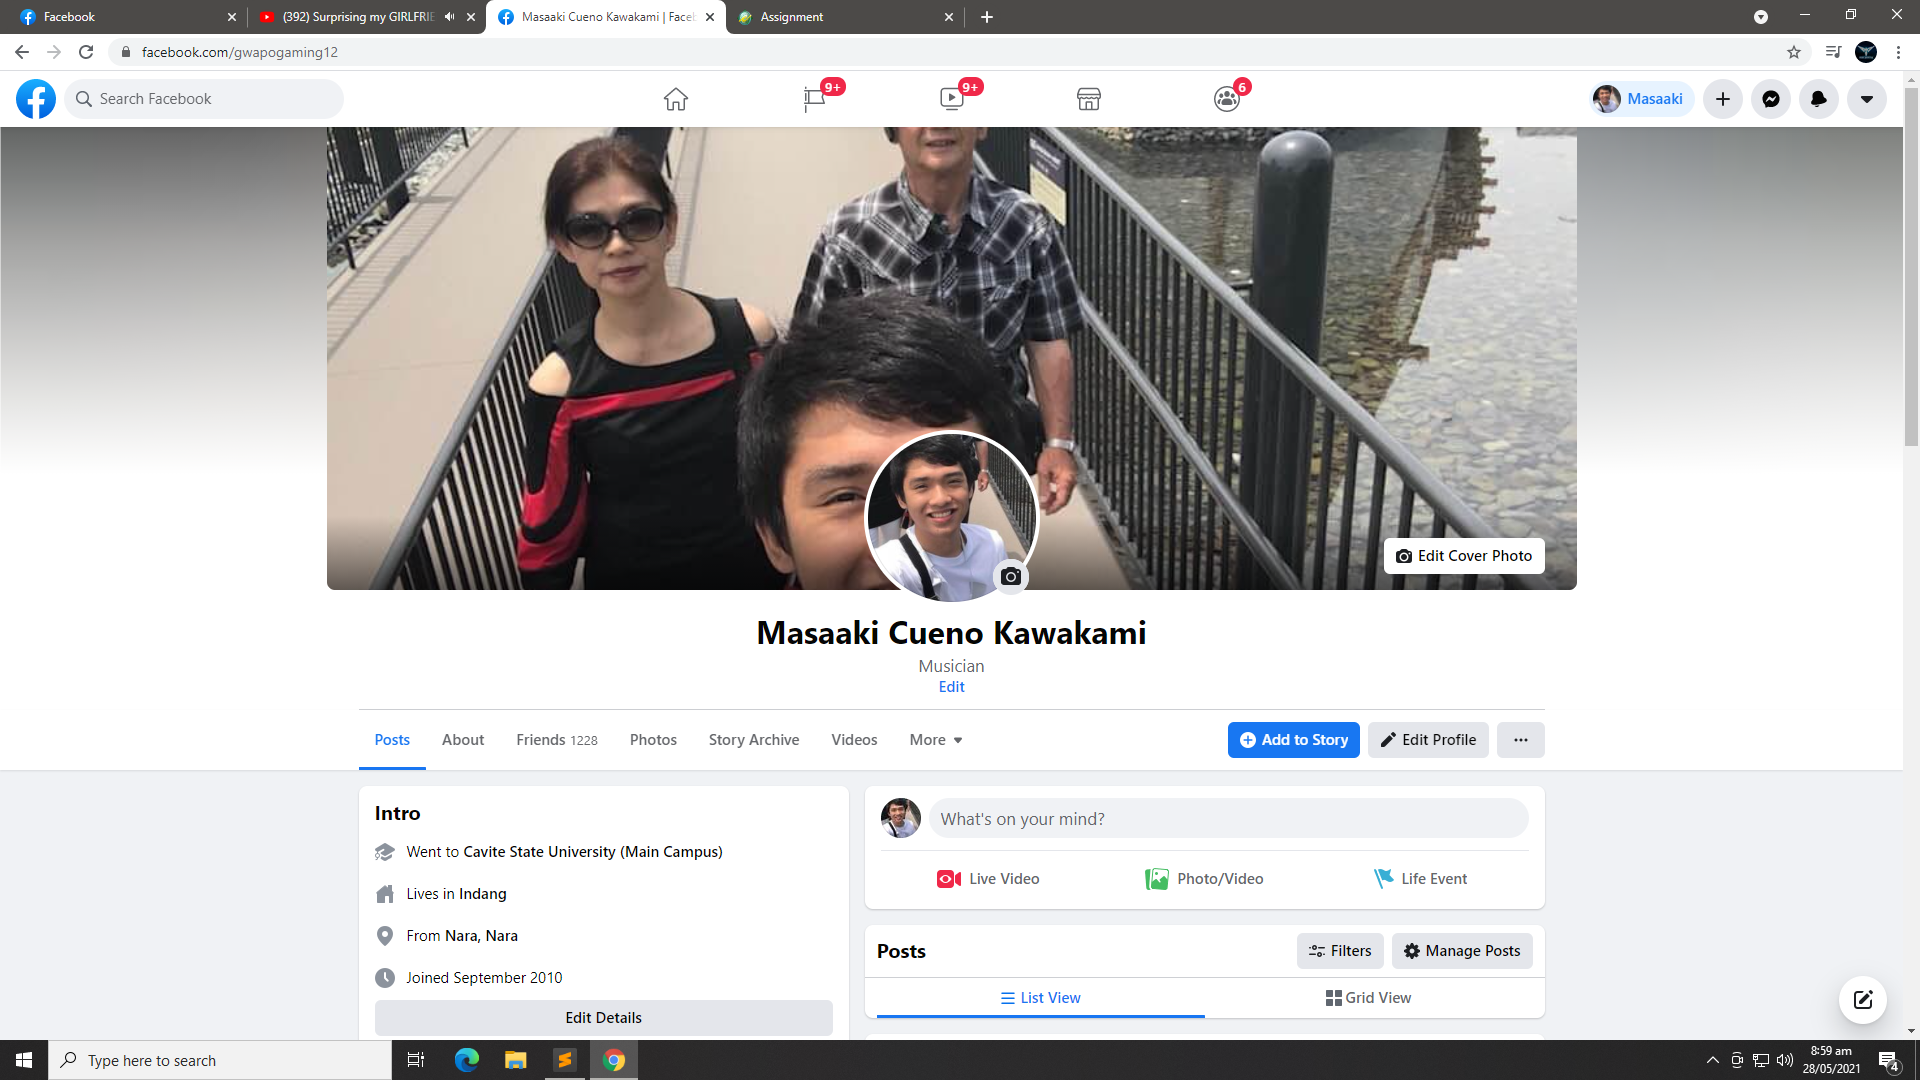 Facebook
(392) Surprising my GIRLFRIE
Masaaki Cueno Kawakami | Faceb
Assignment
facebook.com/gwapogaming12
Search Facebook
9+
9+
6
Masaaki
Edit Cover Photo
Masaaki Cueno Kawakami
Musician
Edit
Posts
About
Friends 1228
Photos
Story Archive
Videos
More
Add to Story
Edit Profile
Intro
Went to Cavite State University (Main Campus)
Lives in Indang
From Nara, Nara
Joined September 2010
Edit Details
What's on your mind?
Live Video
Photo/Video
Life Event
Posts
Filters
Manage Posts
List View
Grid View
Type here to search
8:59 am
28/05/2021
4